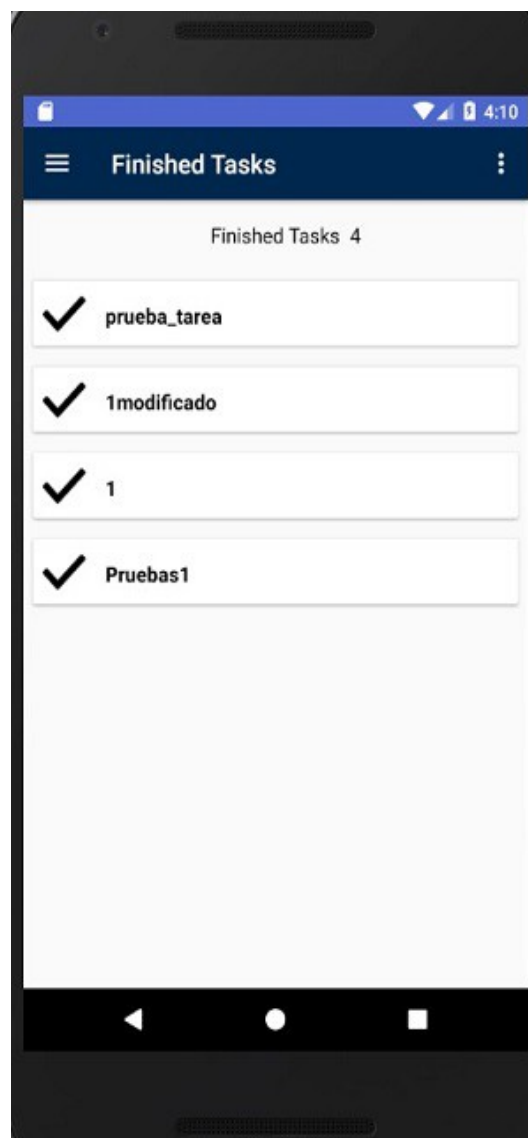 4:10
Finished Tasks
Finished Tasks 4
prueba_tarea
1modificado
1
Pruebas1